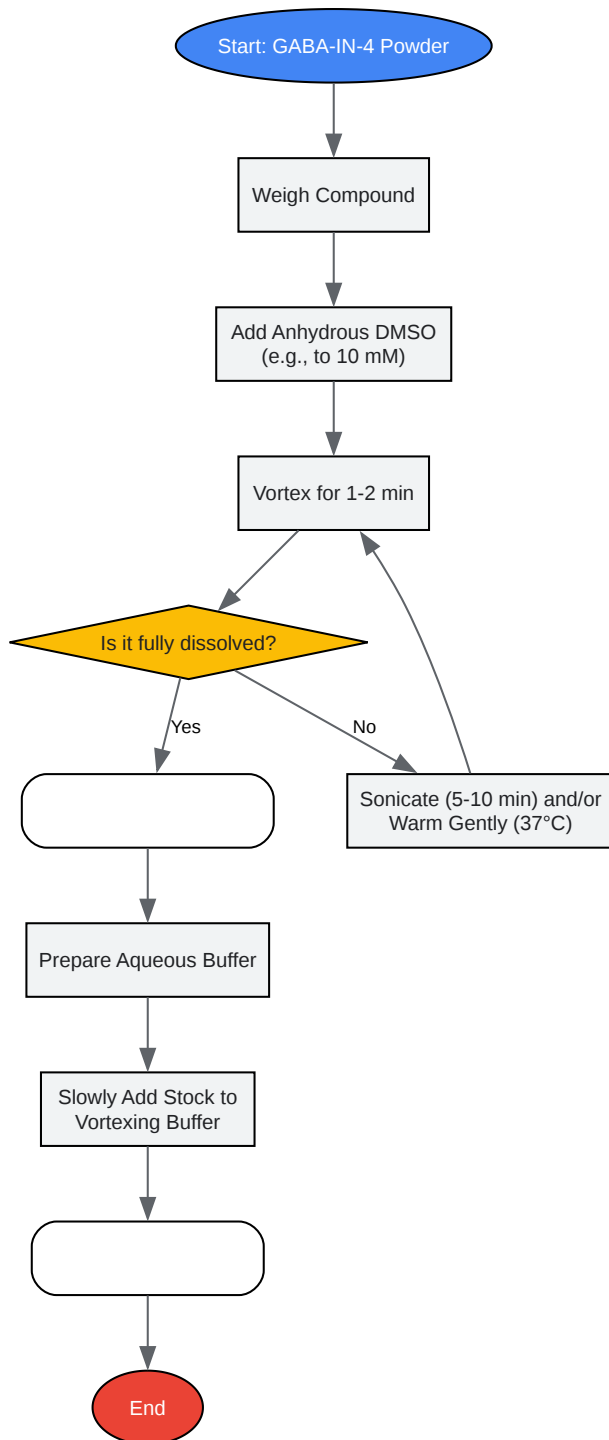 Start: GABA-IN-4 Powder
Weigh Compound
Add Anhydrous DMSO
(e.g., to 10 mM)
Vortex for 1-2 min
Is it fully dissolved?
Yes
No
Sonicate (5-10 min) and/or
Warm Gently (37°C)
Prepare Aqueous Buffer
Slowly Add Stock to
Vortexing Buffer
End